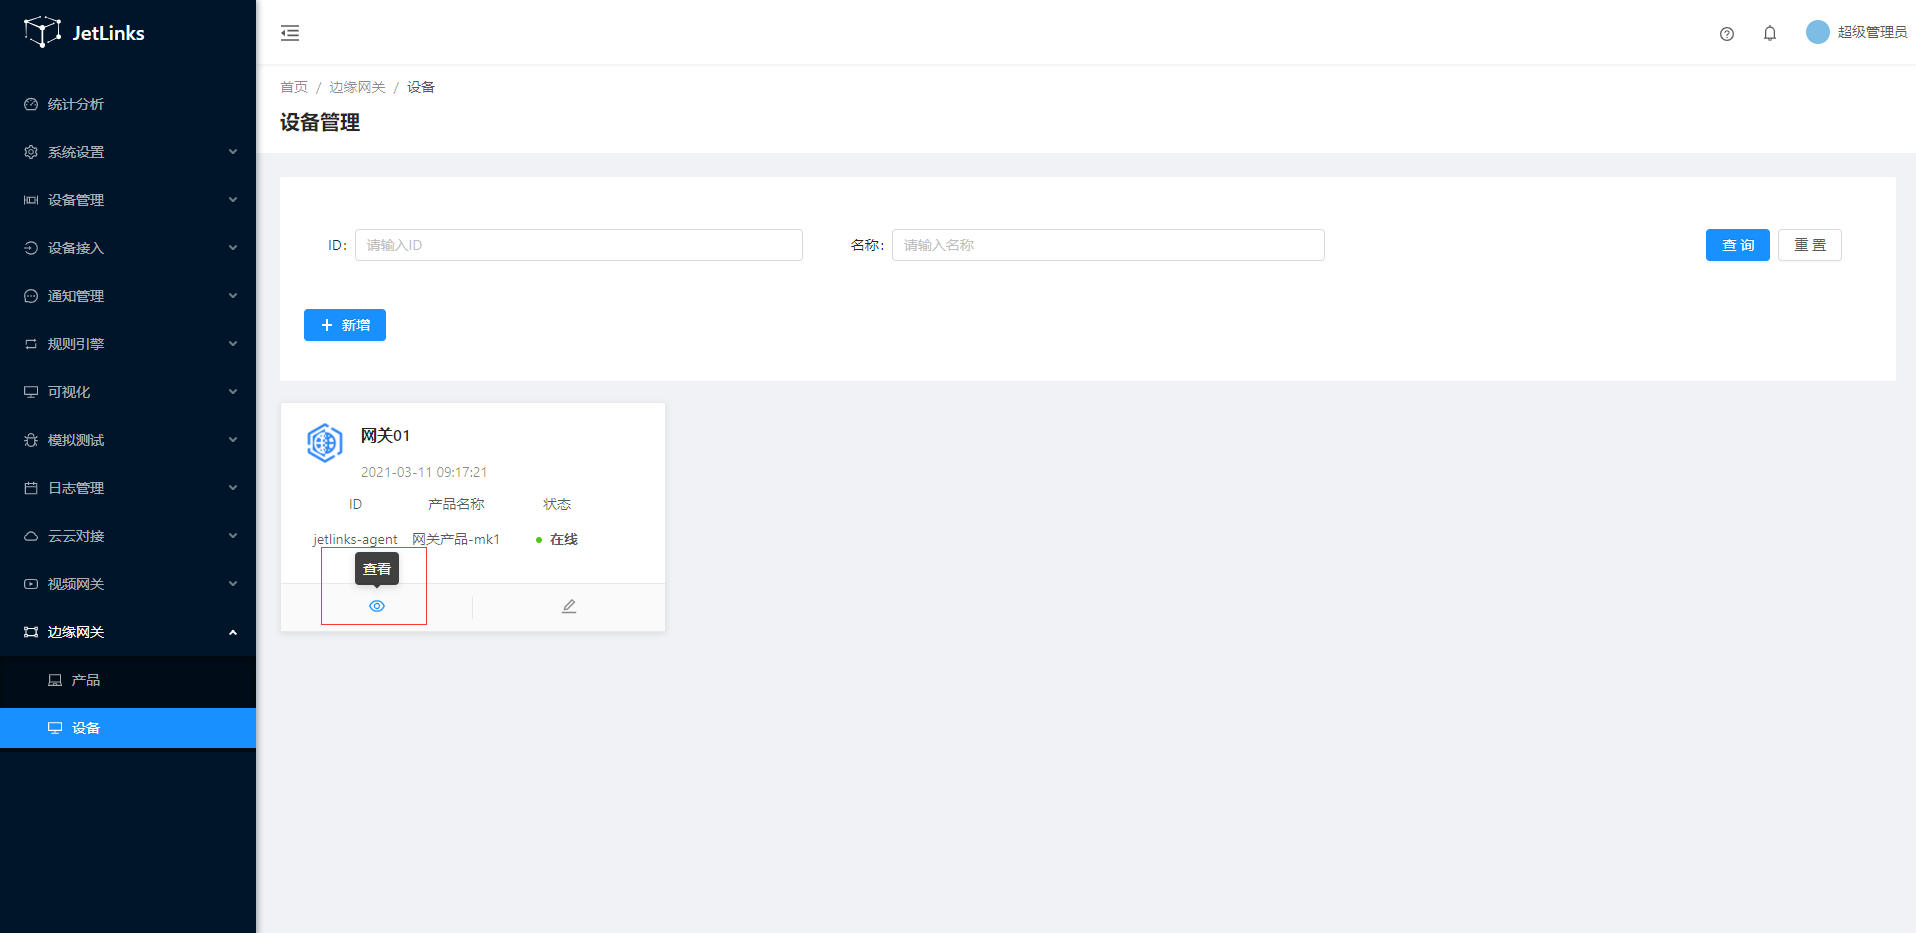 JetLinks
统计分析
系统设置
设备管理
设备接入
通知管理
规则引擎
可视化
模拟测试
日志管理
云云对接
视频网关
边缘网关
产品
设备
超级管理员
首页 / 边缘网关 / 设备
设备管理
ID: 请输入ID 名称: 请输入名称 查 询 重 置
+ 新增
网关01
2021-03-11 09:17:21
ID 产品名称 状态
jetlinks-agent 网关产品-mk1 在线
查看